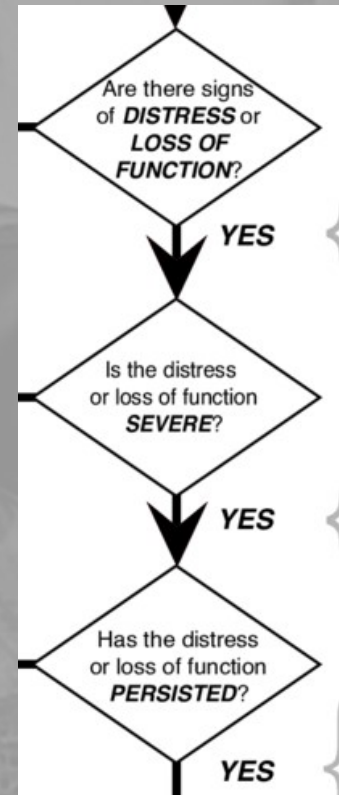 Are there signs
of DISTRESS or
LOSS OF
FUNCTION?
YES
Is the distress
or loss of function
SEVERE?
YES
Has the distress
or loss of function
PERSISTED?
YES